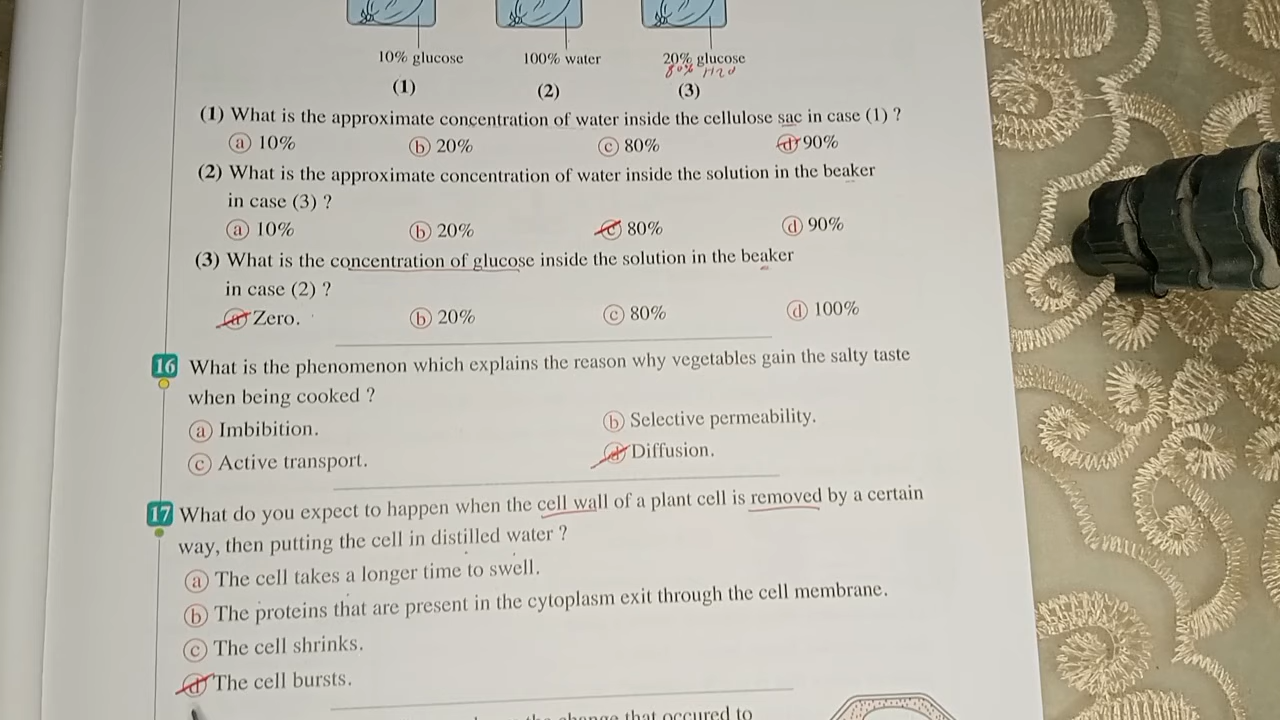 10% glucose 100% water 20% glucose
80% H2O
(1) (2) (3)
(1) What is the approximate concentration of water inside the cellulose sac in case (1) ?
a 10% b 20% c 80% d 90%
(2) What is the approximate concentration of water inside the solution in the beaker
in case (3) ?
a 10% b 20% c 80% d 90%
(3) What is the concentration of glucose inside the solution in the beaker
in case (2) ?
a Zero. b 20% c 80% d 100%
16 What is the phenomenon which explains the reason why vegetables gain the salty taste
when being cooked ?
a Imbibition. b Selective permeability.
c Active transport. d Diffusion.
17 What do you expect to happen when the cell wall of a plant cell is removed by a certain
way, then putting the cell in distilled water ?
a The cell takes a longer time to swell.
b The proteins that are present in the cytoplasm exit through the cell membrane.
c The cell shrinks.
d The cell bursts.
the change that occured to